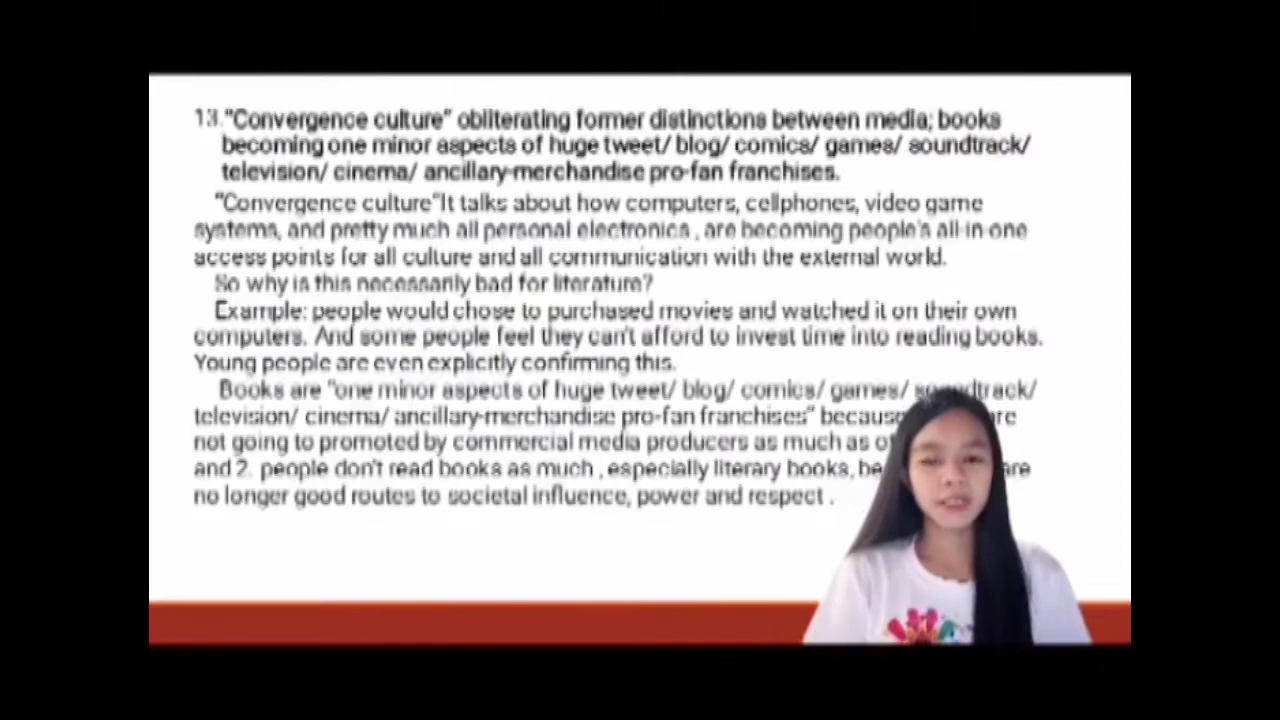 13. "Convergence culture" obliterating former distinctions between media; books
becoming one minor aspects of huge tweet/ blog/ comics/ games/ soundtrack/
television/ cinema/ ancillary-merchandise pro-fan franchises.
"Convergence culture"It talks about how computers, cellphones, video game
systems, and pretty much all personal electronics , are becoming people's all-in-one
access points for all culture and all communication with the external world.
So why is this necessarily bad for literature?
Example: people would chose to purchased movies and watched it on their own
computers. And some people feel they can't afford to invest time into reading books.
Young people are even explicitly confirming this.
Books are "one minor aspects of huge tweet/ blog/ comics/ games/ soundtrack/
television/ cinema/ ancillary-merchandise pro-fan franchises"
not going to promoted by commercial media producers as much as
and 2. people don't read books as much , especially literary books, are
no longer good routes to societal influence, power and respect .